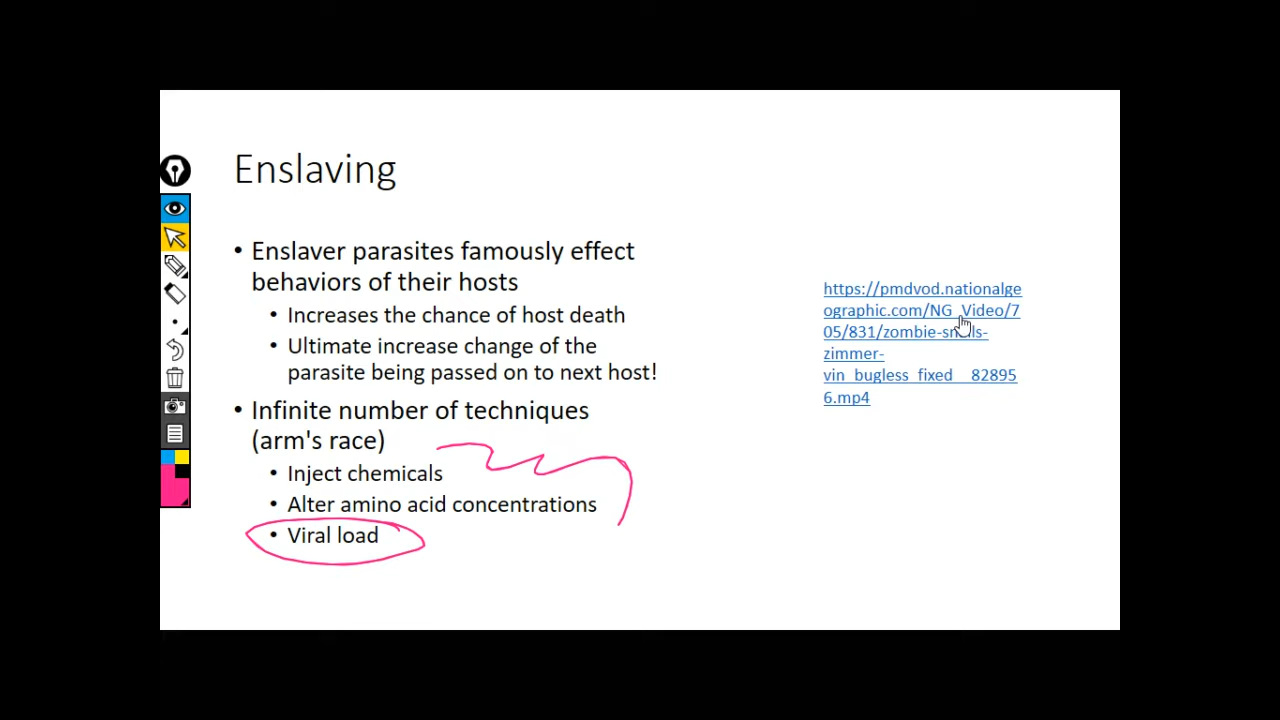 Enslaving
• Enslaver parasites famously effect
behaviors of their hosts
• Increases the chance of host death
• Ultimate increase change of the
parasite being passed on to next host!
• Infinite number of techniques
(arm's race)
• Inject chemicals
• Alter amino acid concentrations
• Viral load
https://pmdvod.nationalge
ographic.com/NG_Video/7
05/831/zombie-snails-
zimmer-
vin_bugless_fixed__82895
6.mp4